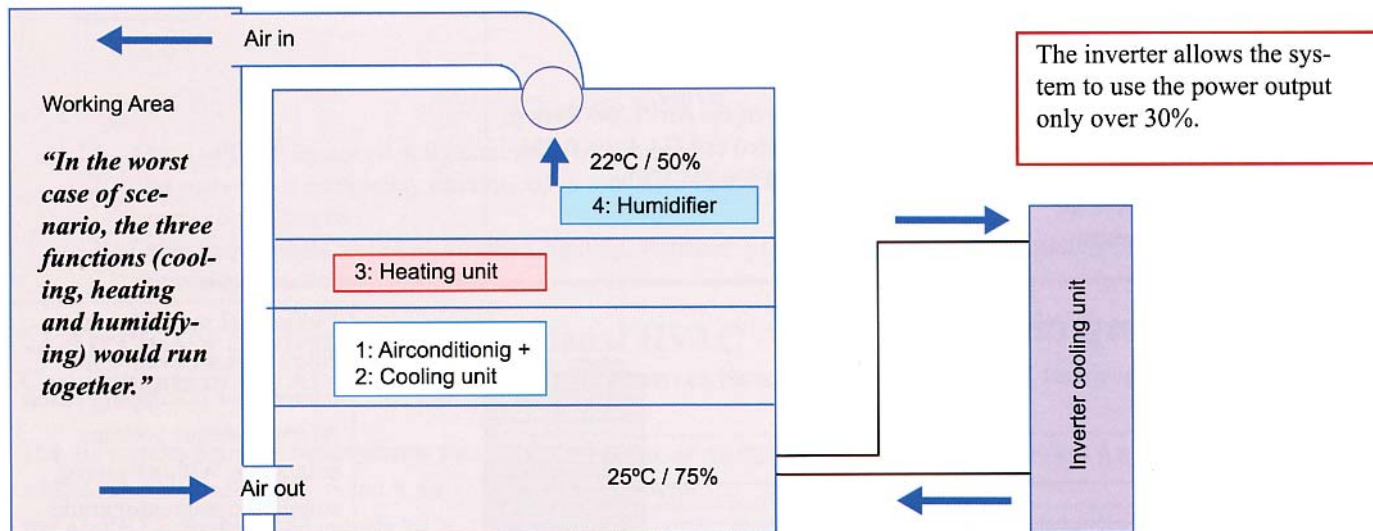 Air in
Working Area
“In the worst
case of sce-
nario, the three
functions (cool-
ing, heating
and humidify-
ing) would run
together.”
Air out
22ºC / 50%
4: Humidifier
3: Heating unit
1: Airconditionig +
2: Cooling unit
25ºC / 75%
The inverter allows the sys-
tem to use the power output
only over 30%.
Inverter cooling unit